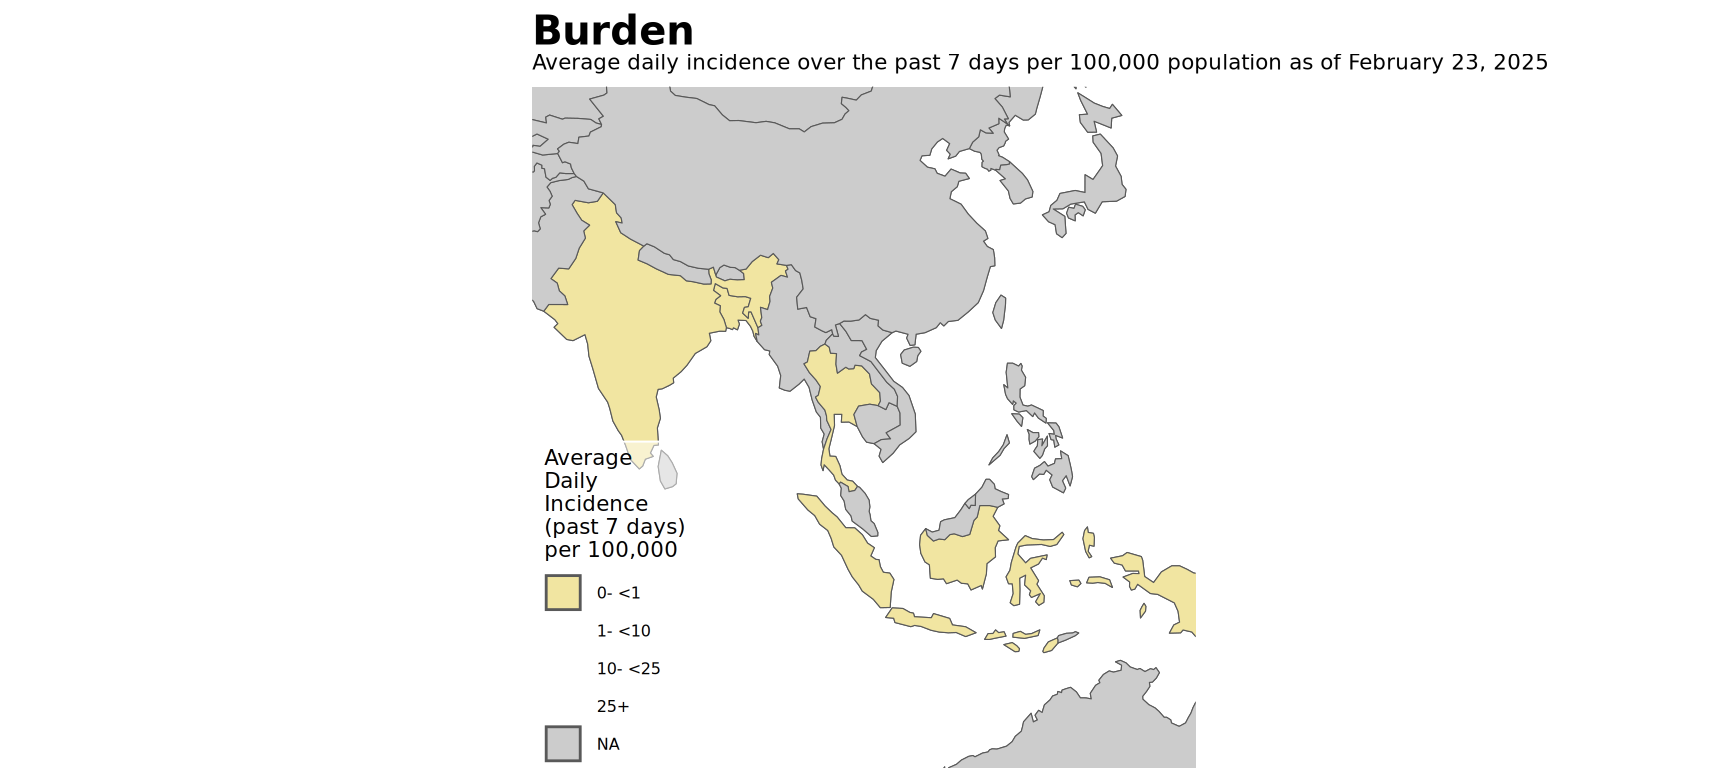 Burden
Average daily incidence over the past 7 days per 100,000 population as of February 23, 2025
Average
Daily
Incidence
(past 7 days)
per 100,000
0- <1
1- <10
10- <25
25+
NA